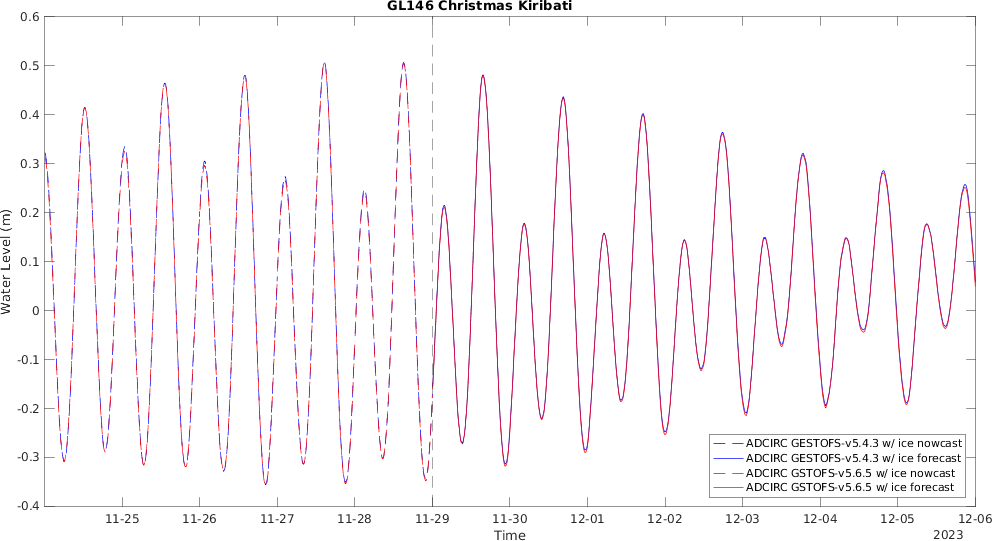 GL146 Christmas Kiribati
0.6
0.5
0.4
0.3
0.2
0.1
0
-0.1
-0.2
-0.3
-0.4
Water Level (m)
11-25 11-26 11-27 11-28 11-29 11-30 12-01 12-02 12-03 12-04 12-05 12-06
Time
2023
ADCIRC GESTOFS-v5.4.3 w/ ice nowcast
ADCIRC GESTOFS-v5.4.3 w/ ice forecast
ADCIRC GSTOFS-v5.6.5 w/ ice nowcast
ADCIRC GSTOFS-v5.6.5 w/ ice forecast